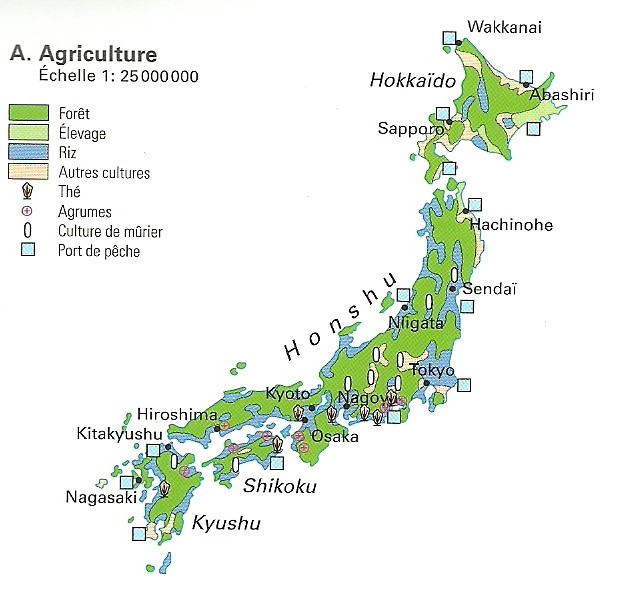 A. Agriculture
Échelle 1: 25 000 000
Forêt
Élevage
Riz
Autres cultures
Thé
Agrumes
Culture de mûrier
Port de pêche
Wakkanai
Hokkaïdo
Abashiri
Sapporo
Hachinohe
Sendaï
Honshu
Niigata
Tokyo
Kyoto
Nagoya
Hiroshima
Osaka
Kitakyushu
Shikoku
Nagasaki
Kyushu